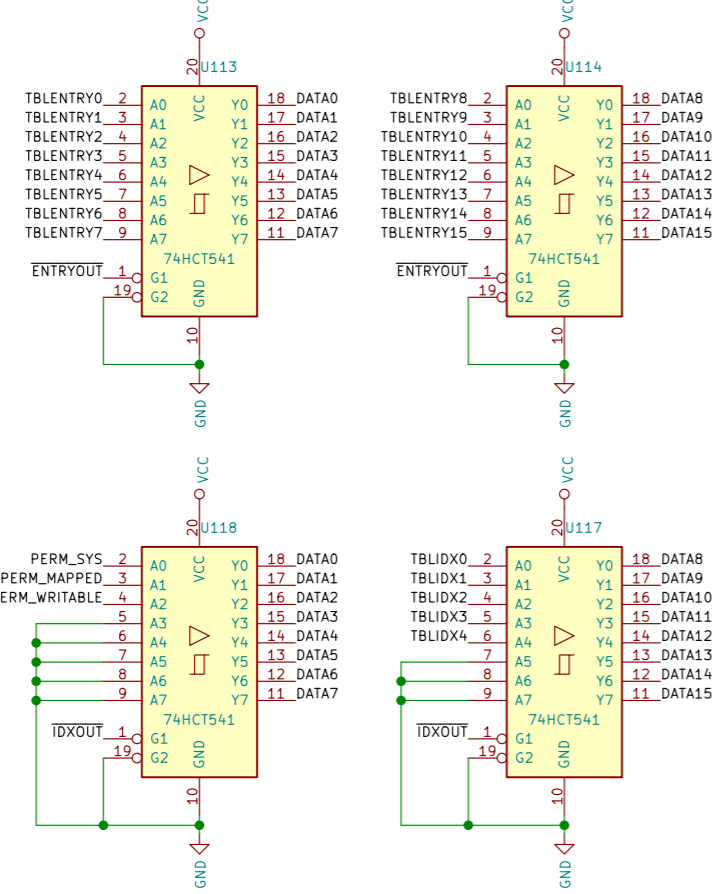 VCC
20 U113
TBLENTRY0 2 A0 VCC Y0 18 DATA0
TBLENTRY1 3 A1 Y1 17 DATA1
TBLENTRY2 4 A2 Y2 16 DATA2
TBLENTRY3 5 A3 Y3 15 DATA3
TBLENTRY4 6 A4 Y4 14 DATA4
TBLENTRY5 7 A5 Y5 13 DATA5
TBLENTRY6 8 A6 Y6 12 DATA6
TBLENTRY7 9 A7 Y7 11 DATA7
74HCT541
ENTRYOUT 1 G1
19 G2 GND
10
GND
VCC
20 U114
TBLENTRY8 2 A0 VCC Y0 18 DATA8
TBLENTRY9 3 A1 Y1 17 DATA9
TBLENTRY10 4 A2 Y2 16 DATA10
TBLENTRY11 5 A3 Y3 15 DATA11
TBLENTRY12 6 A4 Y4 14 DATA12
TBLENTRY13 7 A5 Y5 13 DATA13
TBLENTRY14 8 A6 Y6 12 DATA14
TBLENTRY15 9 A7 Y7 11 DATA15
74HCT541
ENTRYOUT 1 G1
19 G2 GND
10
GND
VCC
20 U118
PERM_SYS 2 A0 VCC Y0 18 DATA0
PERM_MAPPED 3 A1 Y1 17 DATA1
ERM_WRITABLE 4 A2 Y2 16 DATA2
5 A3 Y3 15 DATA3
6 A4 Y4 14 DATA4
7 A5 Y5 13 DATA5
8 A6 Y6 12 DATA6
9 A7 Y7 11 DATA7
74HCT541
IDXOUT 1 G1
19 G2 GND
10
GND
VCC
20 U117
TBLIDX0 2 A0 VCC Y0 18 DATA8
TBLIDX1 3 A1 Y1 17 DATA9
TBLIDX2 4 A2 Y2 16 DATA10
TBLIDX3 5 A3 Y3 15 DATA11
TBLIDX4 6 A4 Y4 14 DATA12
7 A5 Y5 13 DATA13
8 A6 Y6 12 DATA14
9 A7 Y7 11 DATA15
74HCT541
IDXOUT 1 G1
19 G2 GND
10
GND